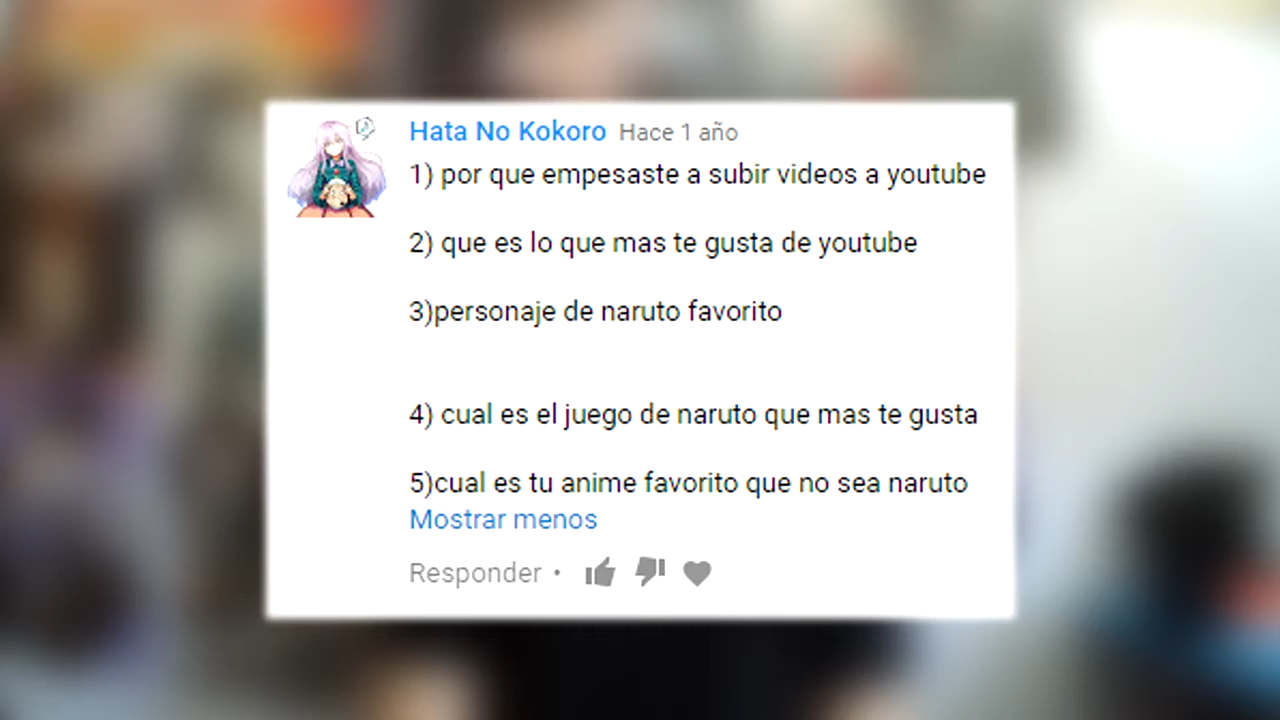 Hata No Kokoro Hace 1 año
1) por que empesaste a subir videos a youtube
2) que es lo que mas te gusta de youtube
3)personaje de naruto favorito
4) cual es el juego de naruto que mas te gusta
5)cual es tu anime favorito que no sea naruto
Mostrar menos
Responder •